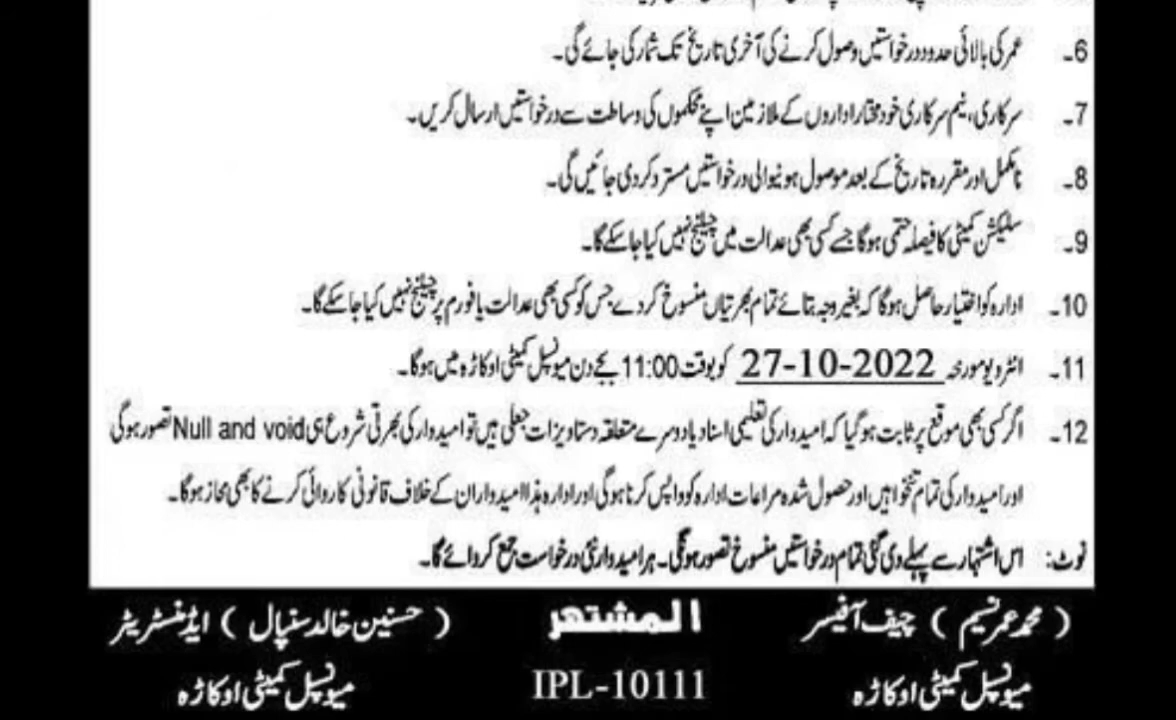 6۔ عمر کی بالائی حدود درخواستیں وصول کرنے کی آخری تاریخ تک شمار کی جائے گی۔
7۔ سرکاری، نیم سرکاری خود مختار اداروں کے ملازمین اپنے محکموں کی وساطت سے درخواستیں ارسال کریں۔
8۔ نامکمل اور مقررہ تاریخ کے بعد موصول ہونیوالی درخواستیں مسترد کردی جائیں گی۔
9۔ سلیکشن کمیٹی کا فیصلہ حتمی ہوگا جسے کسی بھی عدالت میں چیلنج نہیں کیا جاسکے گا۔
10۔ ادارہ کو اختیار حاصل ہوگا کہ بغیر وجہ بتائے تمام بھرتیاں منسوخ کر دے جس کو کسی بھی عدالت یا فورم پر چیلنج نہیں کیا جاسکے گا۔
11۔ انٹرویو مورخہ 27-10-2022 کو بوقت 11:00 بجے دن میونسپل کمیٹی اوکاڑہ میں ہوگا۔
12۔ اگر کسی بھی موقع پر ثابت ہوگیا کہ امیدوار کی تعلیمی اسناد یا دوسرے متعلقہ دستاویزات جعلی ہیں تو امیدوار کی بھرتی شروع ہی Null and void تصور ہوگی
اور امیدوار کی تمام تنخواہیں اور حصول شدہ مراعات ادارہ کو واپس کرنا ہوگی اور ادارہ ہذا امیدواران کے خلاف قانونی کاروائی کرنے کا بھی مجاز ہوگا۔
نوٹ: اس اشتہار سے پہلے دی گئی تمام درخواستیں منسوخ تصور ہونگی۔ ہر امیدوار نئی درخواست جمع کروائے گا۔
( محمد عمر نسیم ) چیف آفیسر المشتہر ( حسنین خالد سنپال ) ایڈمنسٹریٹر
میونسپل کمیٹی اوکاڑہ IPL-10111 میونسپل کمیٹی اوکاڑہ